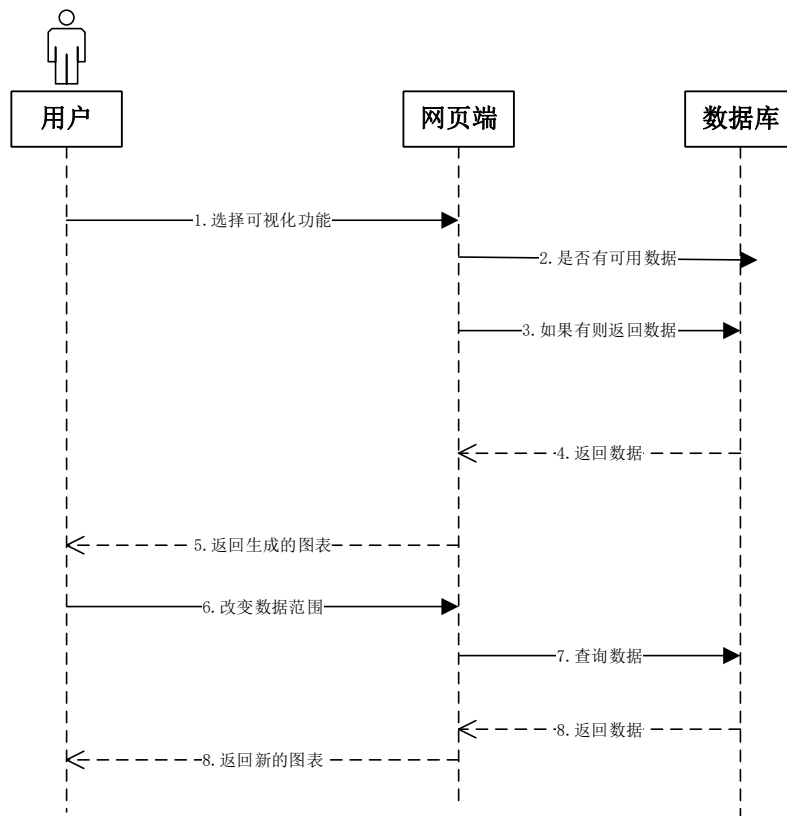 用户
网页端
数据库
1.选择可视化功能
2.是否有可用数据
3.如果有则返回数据
4.返回数据
5.返回生成的图表
6.改变数据范围
7.查询数据
8.返回数据
8.返回新的图表